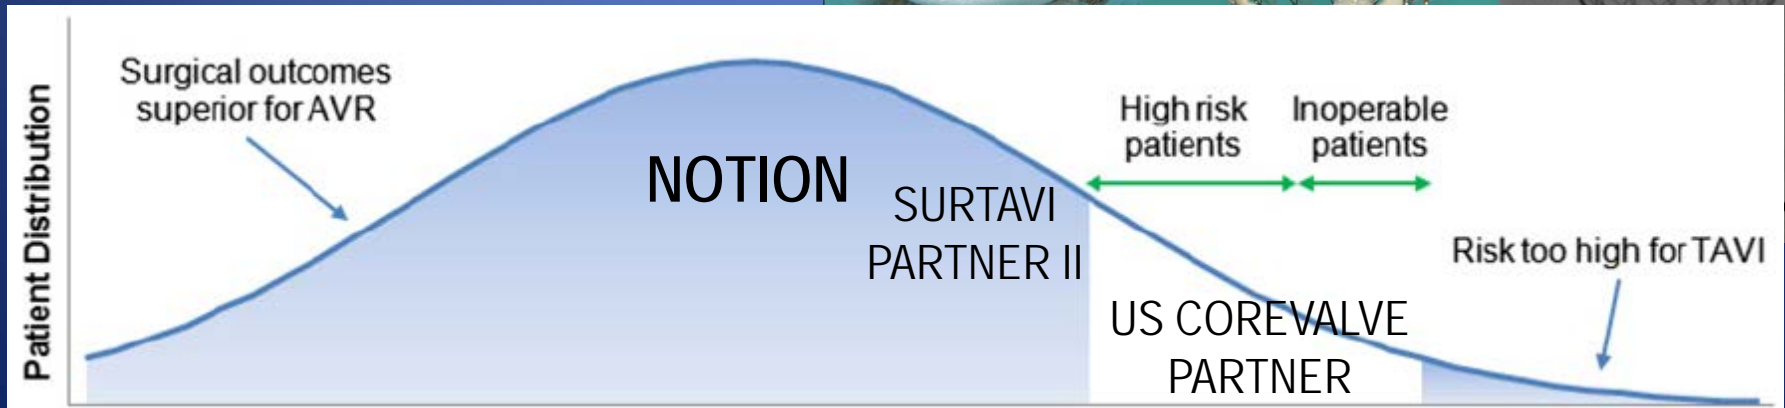 Patient Distribution
Surgical outcomes
superior for AVR
NOTION
SURTAVI
PARTNER II
High risk
patients
Inoperable
patients
US COREVALVE
PARTNER
Risk too high for TAVI